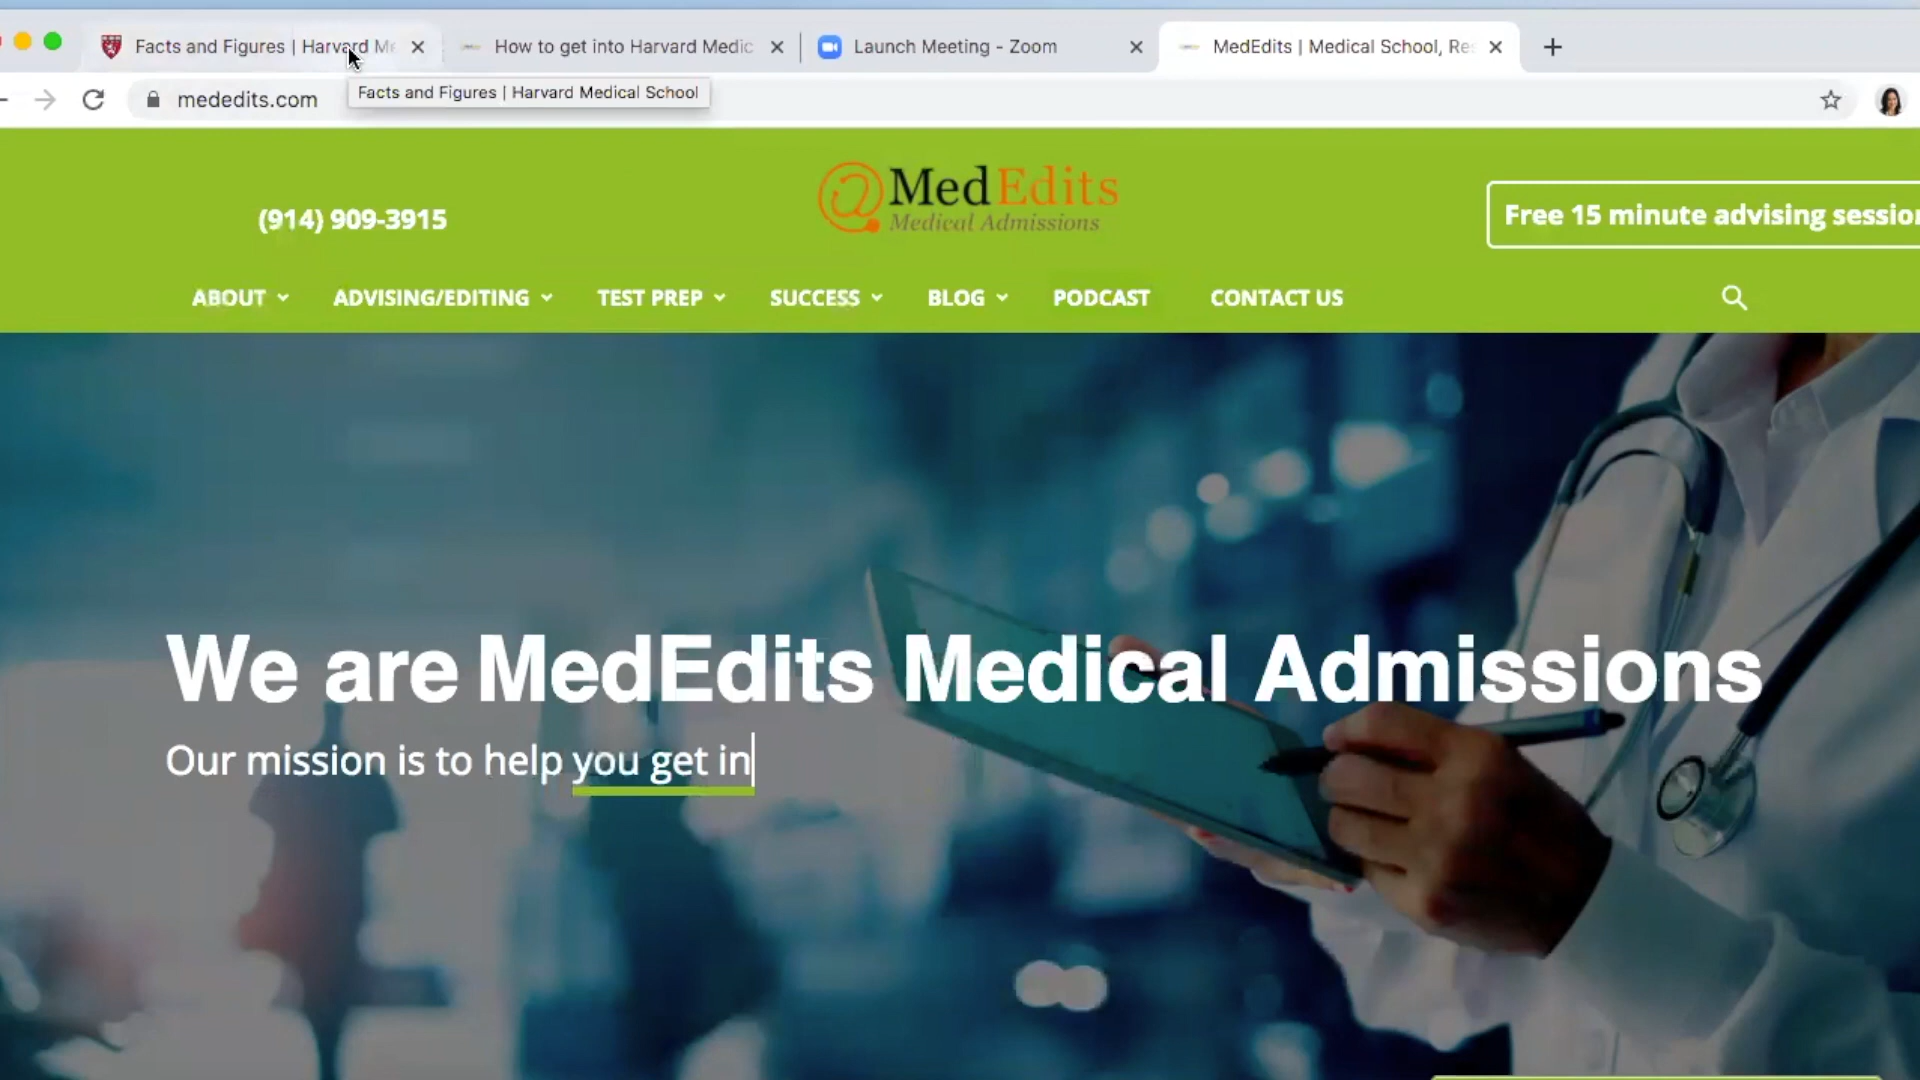 Facts and Figures | Harvard Me
How to get into Harvard Medic
Launch Meeting - Zoom
MedEdits | Medical School, Res
mededits.com
Facts and Figures | Harvard Medical School
(914) 909-3915
MedEdits
Medical Admissions
Free 15 minute advising session
ABOUT
ADVISING/EDITING
TEST PREP
SUCCESS
BLOG
PODCAST
CONTACT US
We are MedEdits Medical Admissions
Our mission is to help you get in